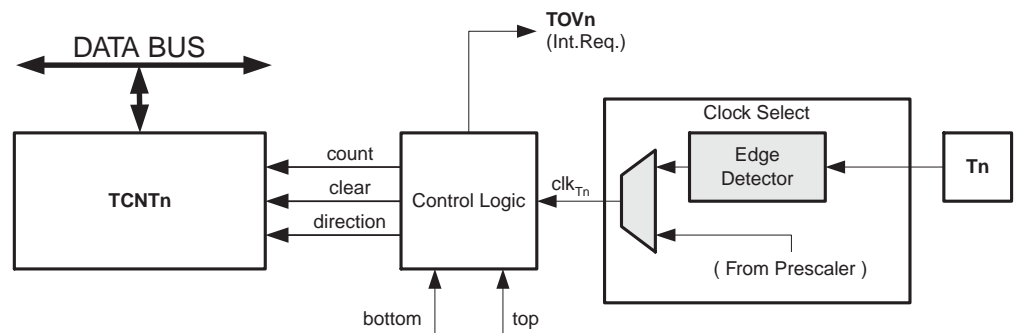 TOVn
(Int.Req.)
DATA BUS
Clock Select
count
Edge
Detector
Tn
TCNTn
clear
Control Logic
clkTn
direction
( From Prescaler )
bottom
top